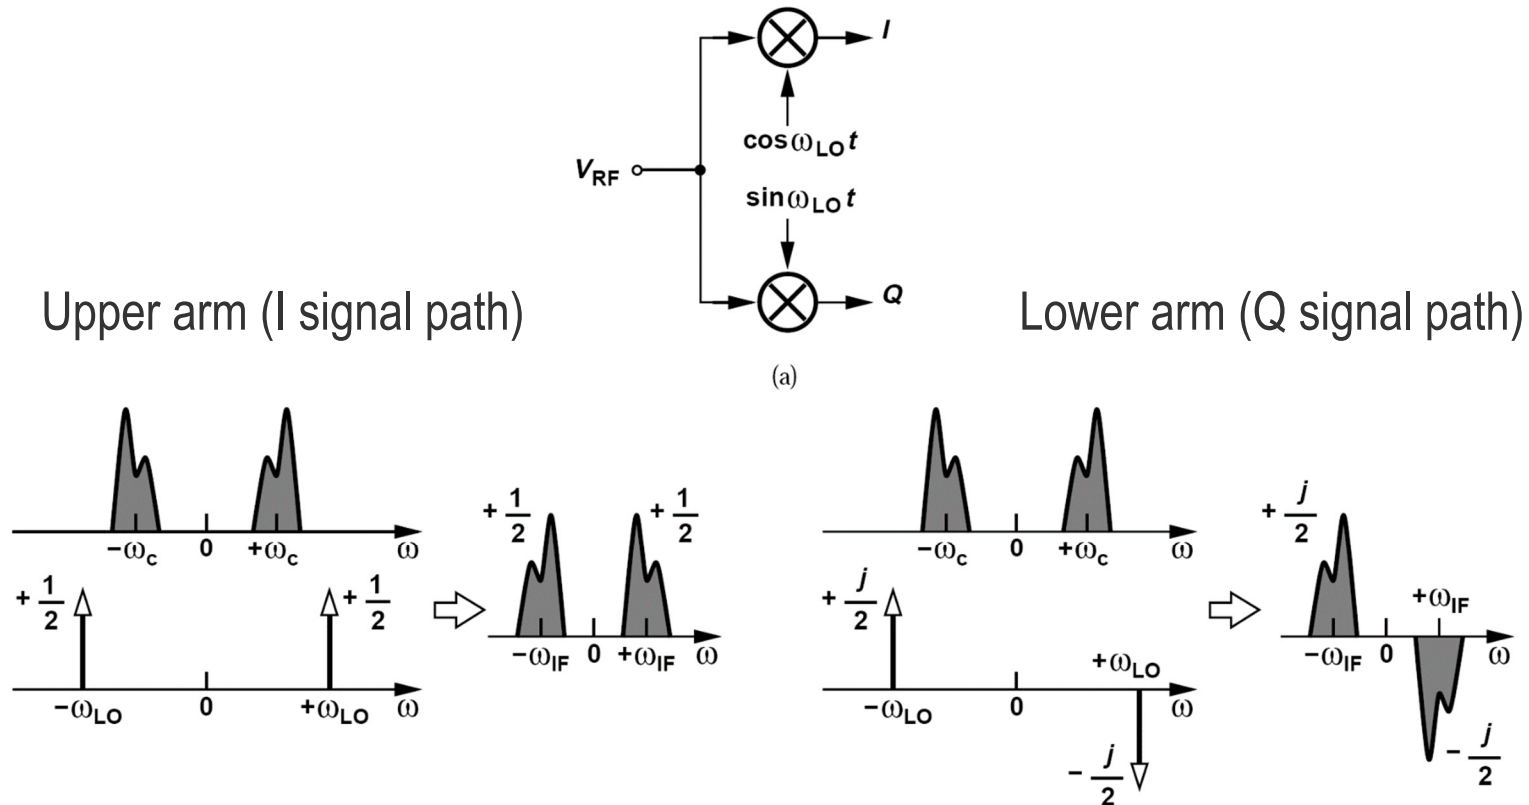 I
cos ω_LO t
V_RF
sin ω_LO t
Q
(a)
Upper arm (I signal path)
Lower arm (Q signal path)
−ω_c 0 +ω_c ω
+ 1/2 + 1/2
−ω_LO 0 +ω_LO ω
+ 1/2 + 1/2
−ω_IF 0 +ω_IF ω
−ω_c 0 +ω_c ω
+ j/2
+ω_LO
−ω_LO 0 ω
− j/2
+ j/2
+ω_IF
−ω_IF 0 ω
− j/2